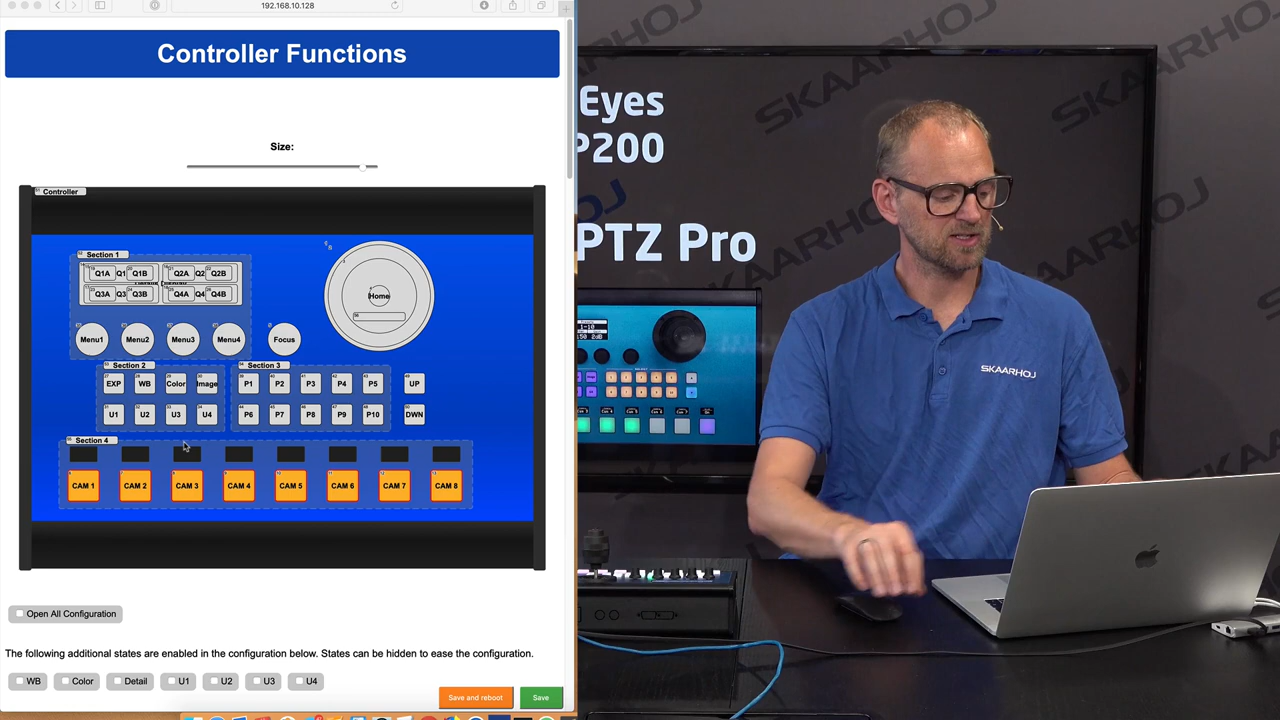 192.168.10.128
Controller Functions
Size:
Controller
Section 1
Q1A Q1 Q1B Q2A Q2 Q2B
Q3A Q3 Q3B Q4A Q4 Q4B
Menu1 Menu2 Menu3 Menu4 Focus
Home
Section 2 Section 3
EXP WB Color Image P1 P2 P3 P4 P5 UP
U1 U2 U3 U4 P6 P7 P8 P9 P10 DWN
Section 4
CAM 1 CAM 2 CAM 3 CAM 4 CAM 5 CAM 6 CAM 7 CAM 8
Open All Configuration
The following additional states are enabled in the configuration below. States can be hidden to ease the configuration.
WB Color Detail U1 U2 U3 U4
Save and reboot Save
Eyes
P200
PTZ Pro
SKAARHOJ
SKAARHOJ
SKAARHOJ
SKAARHOJ
SKAARHOJ